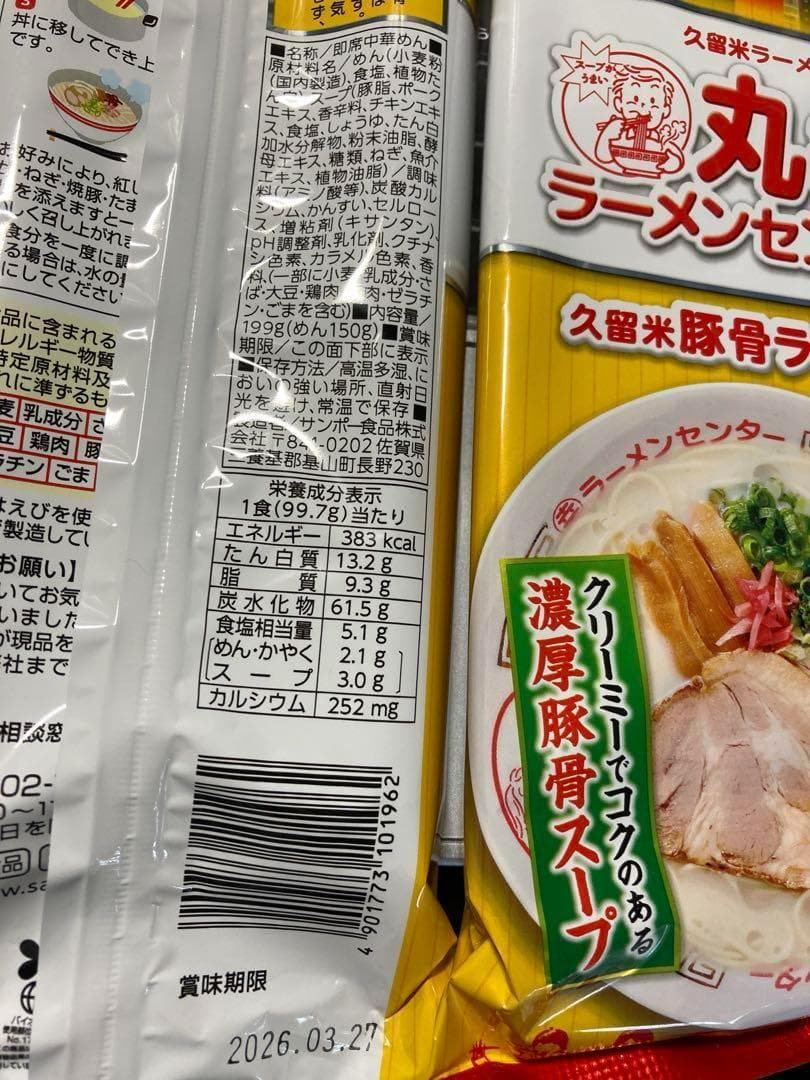 丼に移してでき上
です。
お好みにより、紅し
ち・ねぎ・焼豚・たま
を添えますと一
しく召し上がれま
食分を一度に調
る場合は、水の量
にしてください
品に含まれる
レルギー物質
特定原材料及
れに準ずるも
麦 乳成分 さ
豆 鶏肉 豚
ラチン ごま
はえびを使
製造してい
お願い】
いてお気
いました
が現品を
社まで
相談窓
02-
0~17
日を
品
w.sa
■名称/即席中華めん■
原材料名/めん(小麦粉
(国内製造)、食塩、植物た
ん白)、スープ(豚脂、ポーク
エキス、香辛料、チキンエキ
ス、食塩、しょうゆ、たん白
加水分解物、粉末油脂、酵
母エキス、糖類、ねぎ、魚介
エキス、植物油脂)/調味
料(アミノ酸等)、炭酸カル
シウム、かんすい、セルロー
ス、増粘剤(キサンタン)、
pH調整剤、乳化剤、クチナ
シ色素、カラメル色素、香
料、(一部に小麦・乳成分・さ
ば・大豆・鶏肉・豚肉・ゼラチ
ン・ごまを含む)■内容量/
199g(めん150g)■賞味
期限/この面下部に表示
■保存方法/高温多湿、に
おいの強い場所、直射日
光を避け、常温で保存■
製造者/サンポー食品株式
会社 〒841-0202 佐賀県
三養基郡基山町長野230
栄養成分表示
1食(99.7g)当たり
エネルギー 383 kcal
たん白質 13.2 g
脂質 9.3 g
炭水化物 61.5 g
食塩相当量 5.1 g
めん・かやく 2.1 g
スープ 3.0 g
カルシウム 252 mg
4 901773 101962
賞味期限
2026.03.27
久留米ラーメ
スープが
うまい
丸
ラーメンセン
久留米 豚骨ラ
ラーメンセンター
クリーミーでコクのある
濃厚豚骨スープ